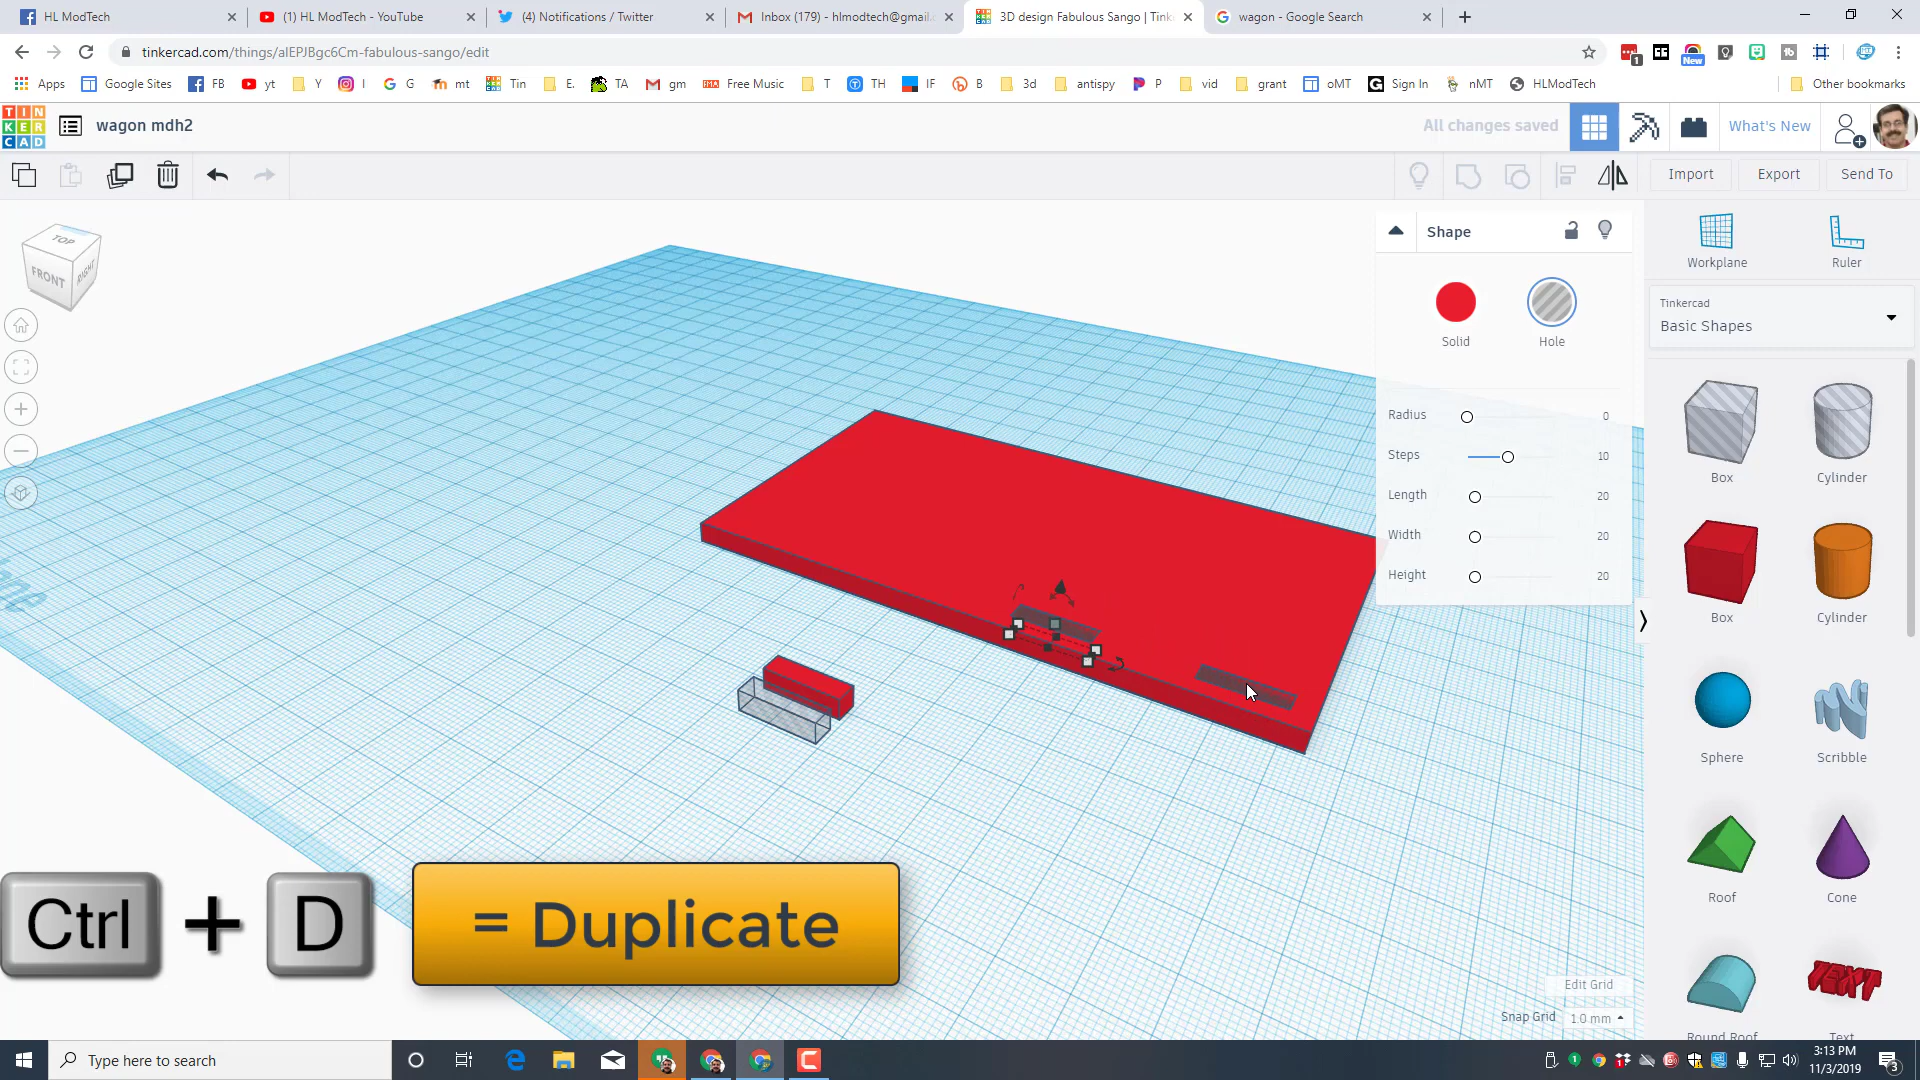 HL ModTech
(1) HL ModTech - YouTube
(4) Notifications / Twitter
Inbox (179) - hlmodtech@gmail.c
3D design Fabulous Sango | Tink
wagon - Google Search
tinkercad.com/things/alEPJBgc6Cm-fabulous-sango/edit
1
New
Apps
Google Sites
FB
yt
Y
I
G
mt
Tin
E.
TA
gm
Free Music
T
TH
IF
B
3d
antispy
P
vid
grant
oMT
Sign In
nMT
HLModTech
Other bookmarks
TIN
KER
CAD
wagon mdh2
All changes saved
What's New
Import
Export
Send To
TOP
FRONT
RIGHT
Shape
Solid
Hole
Radius
0
Steps
10
Length
20
Width
20
Height
20
Workplane
Ruler
Tinkercad
Basic Shapes
Box
Cylinder
Box
Cylinder
Sphere
Scribble
Roof
Cone
TEXT
Round Roof
Text
Ctrl + D = Duplicate
Edit Grid
Snap Grid 1.0 mm
Type here to search
3:13 PM
11/3/2019
3